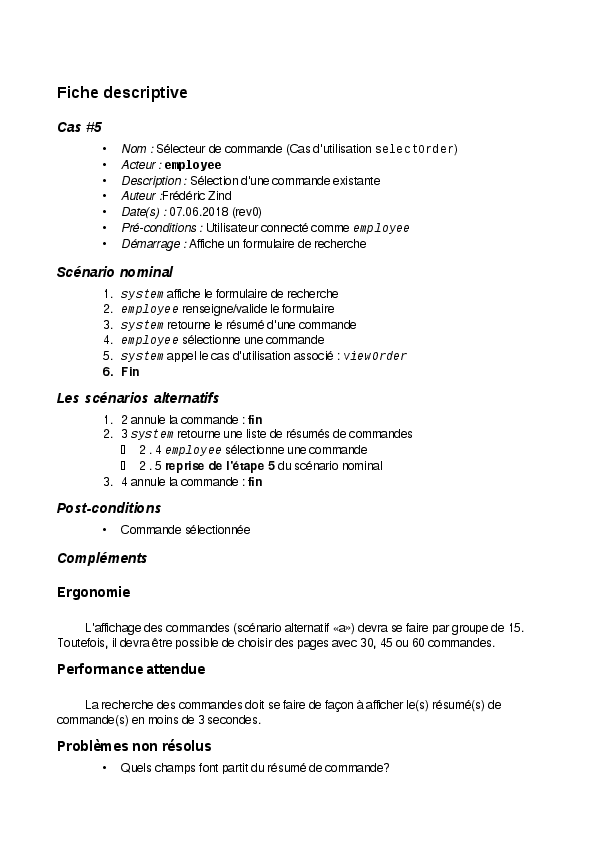 Fiche descriptive
Cas #5
• Nom : Sélecteur de commande (Cas d'utilisation selectOrder)
• Acteur : employee
• Description : Sélection d'une commande existante
• Auteur :Frédéric Zind
• Date(s) : 07.06.2018 (rev0)
• Pré-conditions : Utilisateur connecté comme employee
• Démarrage : Affiche un formulaire de recherche
Scénario nominal
1. system affiche le formulaire de recherche
2. employee renseigne/valide le formulaire
3. system retourne le résumé d'une commande
4. employee sélectionne une commande
5. system appel le cas d'utilisation associé : viewOrder
6. Fin
Les scénarios alternatifs
1. 2 annule la commande : fin
2. 3 system retourne une liste de résumés de commandes
2.4 employee sélectionne une commande
2.5 reprise de l'étape 5 du scénario nominal
3. 4 annule la commande : fin
Post-conditions
• Commande sélectionnée
Compléments
Ergonomie
L'affichage des commandes (scénario alternatif «a») devra se faire par groupe de 15.
Toutefois, il devra être possible de choisir des pages avec 30, 45 ou 60 commandes.
Performance attendue
La recherche des commandes doit se faire de façon à afficher le(s) résumé(s) de
commande(s) en moins de 3 secondes.
Problèmes non résolus
• Quels champs font partit du résumé de commande?